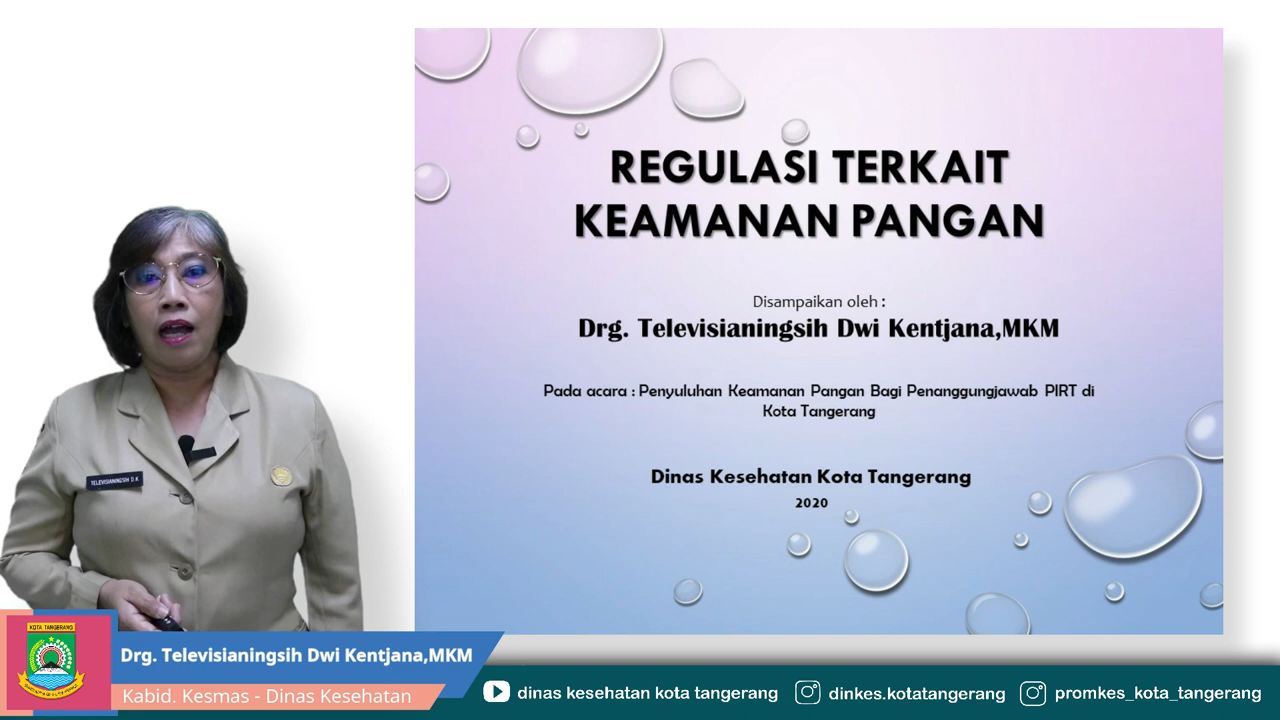 REGULASI TERKAIT
KEAMANAN PANGAN
Disampaikan oleh :
Drg. Televisianingsih Dwi Kentjana,MKM
Pada acara : Penyuluhan Keamanan Pangan Bagi Penanggungjawab PIRT di
Kota Tangerang
Dinas Kesehatan Kota Tangerang
2020
TELEVISIANINGSIH D.K
KOTA TANGERANG
Drg. Televisianingsih Dwi Kentjana,MKM
Kabid. Kesmas - Dinas Kesehatan
dinas kesehatan kota tangerang
dinkes.kotatangerang
promkes_kota_tangerang